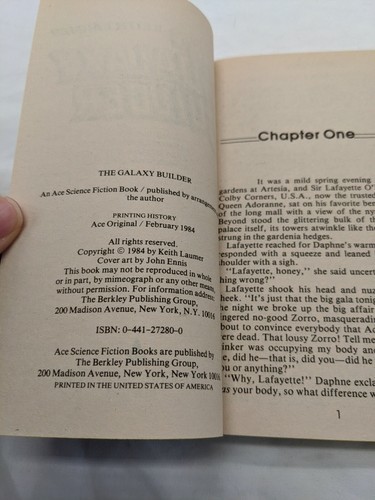 THE GALAXY BUILDER
An Ace Science Fiction Book / published by arrangement
the author
PRINTING HISTORY
Ace Original / February 1984
All rights reserved.
Copyright © 1984 by Keith Laumer
Cover art by John Ennis
This book may not be reproduced in whole
or in part, by mimeograph or any other means,
without permission. For information address:
The Berkley Publishing Group,
200 Madison Avenue, New York, N.Y. 10016
ISBN: 0-441-27280-0
Ace Science Fiction Books are published by
The Berkley Publishing Group,
200 Madison Avenue, New York, New York 10016
PRINTED IN THE UNITED STATES OF AMERICA
Chapter One
It was a mild spring evening
gardens at Artesia, and Sir Lafayette O'
Colby Corners, U.S.A., now the trusted
Queen Adoranne, sat on his favorite be
of the long mall with a view of the ny
Beyond stood the glittering bulk of th
palace itself, its towers atwinkle like th
strung in the gardenia hedges.
Lafayette reached for Daphne's warm
responded with a squeeze and leaned
shoulder with a sigh.
"Lafayette, honey," she said uncert
thing wrong?"
Lafayette shook his head and nuz
heek. "It's just that the big gala tonig
he night we broke up the big affair
ingered no-good Zorro, masqueradin
bout to convince everybody that Ad
ere dead. That lousy Zorro! Tell me
inker was occupying my body and
e, did he—that is, did you—did he
ou or anything?"
"Why, Lafayette!" Daphne excla
as your body, so what difference w
1